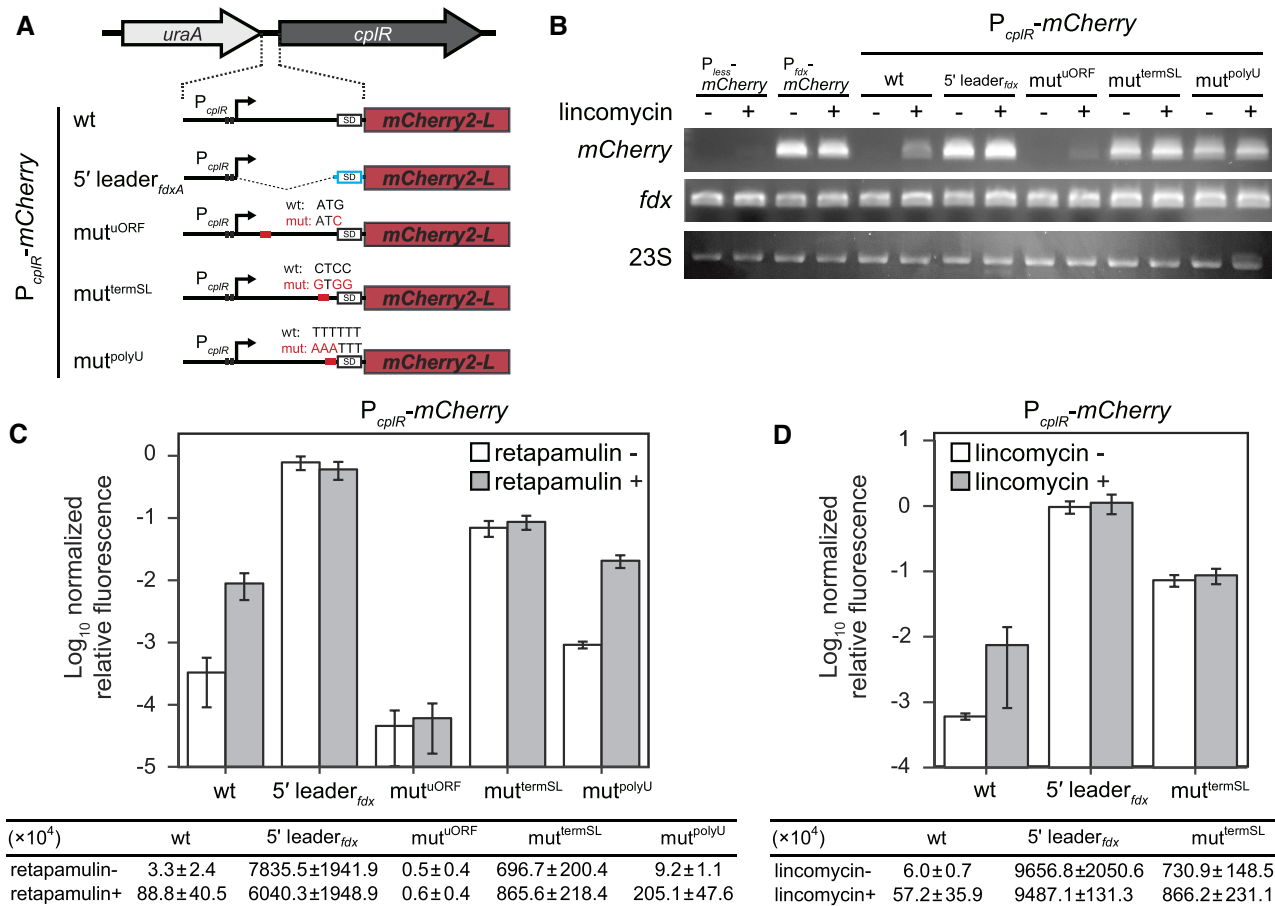 A
uraA
cplR
PcplR-mCherry
wt
PcplR
SD
mCherry2-L
5′ leaderfdxA
PcplR
SD
mCherry2-L
mutuORF
PcplR
wt: ATG
mut: ATC
SD
mCherry2-L
muttermSL
PcplR
wt: CTCC
mut: GTGG
SD
mCherry2-L
mutpolyU
PcplR
wt: TTTTTT
mut: AAATTT
SD
mCherry2-L
B
PcplR-mCherry
Pless-mCherry
Pfdx-mCherry
wt
5′ leaderfdx
mutuORF
muttermSL
mutpolyU
lincomycin - + - + - + - + - + - + - +
mCherry
fdx
23S
C
PcplR-mCherry
retapamulin -
retapamulin +
Log10 normalized
relative fluorescence
0
-1
-2
-3
-4
-5
wt 5′ leaderfdx mutuORF muttermSL mutpolyU
(×10⁴) wt 5′ leaderfdx mutuORF muttermSL mutpolyU
retapamulin- 3.3±2.4 7835.5±1941.9 0.5±0.4 696.7±200.4 9.2±1.1
retapamulin+ 88.8±40.5 6040.3±1948.9 0.6±0.4 865.6±218.4 205.1±47.6
D
PcplR-mCherry
lincomycin -
lincomycin +
Log10 normalized
relative fluorescence
1
0
-1
-2
-3
-4
wt 5′ leaderfdx muttermSL
(×10⁴) wt 5′ leaderfdx muttermSL
lincomycin- 6.0±0.7 9656.8±2050.6 730.9±148.5
lincomycin+ 57.2±35.9 9487.1±131.3 866.2±231.1